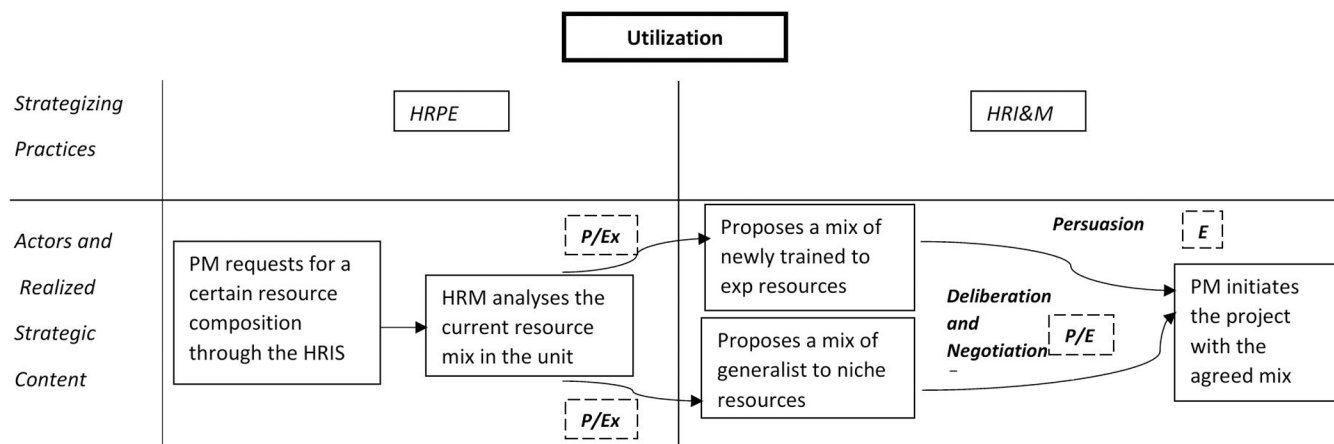 Utilization
Strategizing
Practices
HRPE
HRI&M
Actors and
Realized
Strategic
Content
PM requests for a
certain resource
composition
through the HRIS
HRM analyses the
current resource
mix in the unit
P/Ex
P/Ex
Proposes a mix of
newly trained to
exp resources
Proposes a mix of
generalist to niche
resources
Persuasion
E
Deliberation
and
Negotiation
P/E
PM initiates
the project
with the
agreed mix